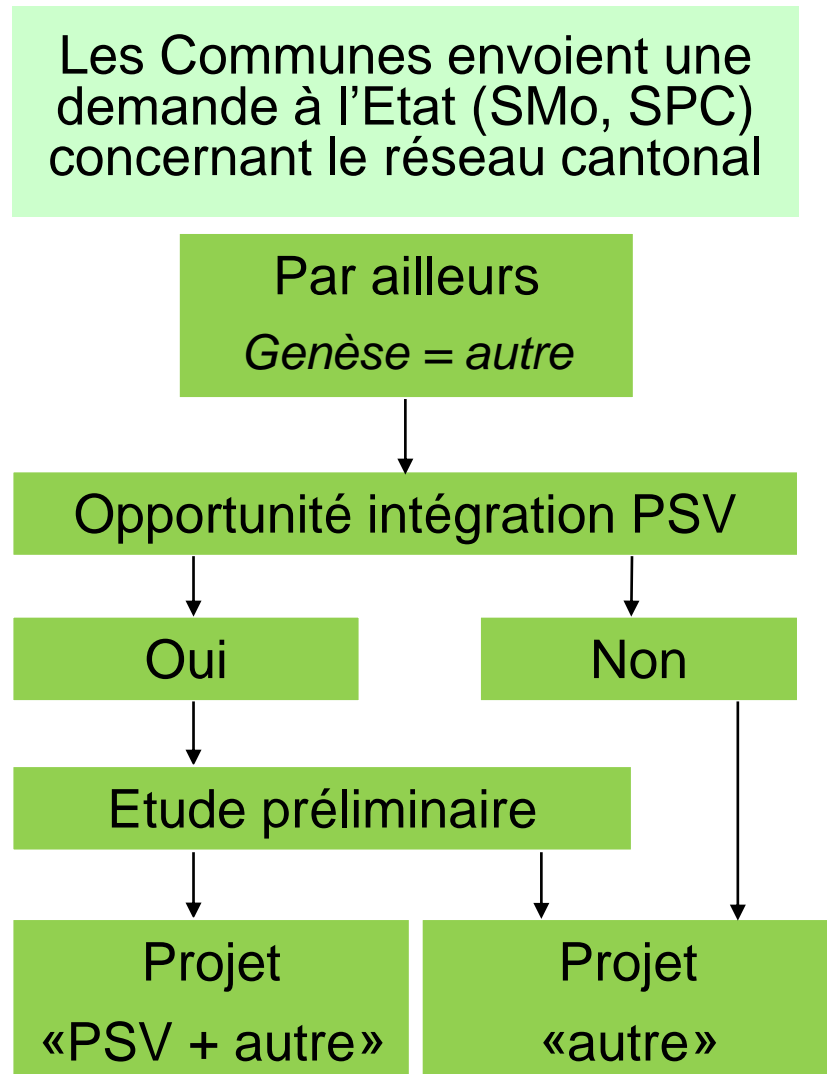 Les Communes envoient une
demande à l'Etat (SMo, SPC)
concernant le réseau cantonal
Par ailleurs
Genèse = autre
Opportunité intégration PSV
Oui
Non
Etude préliminaire
Projet
«PSV + autre»
Projet
«autre»